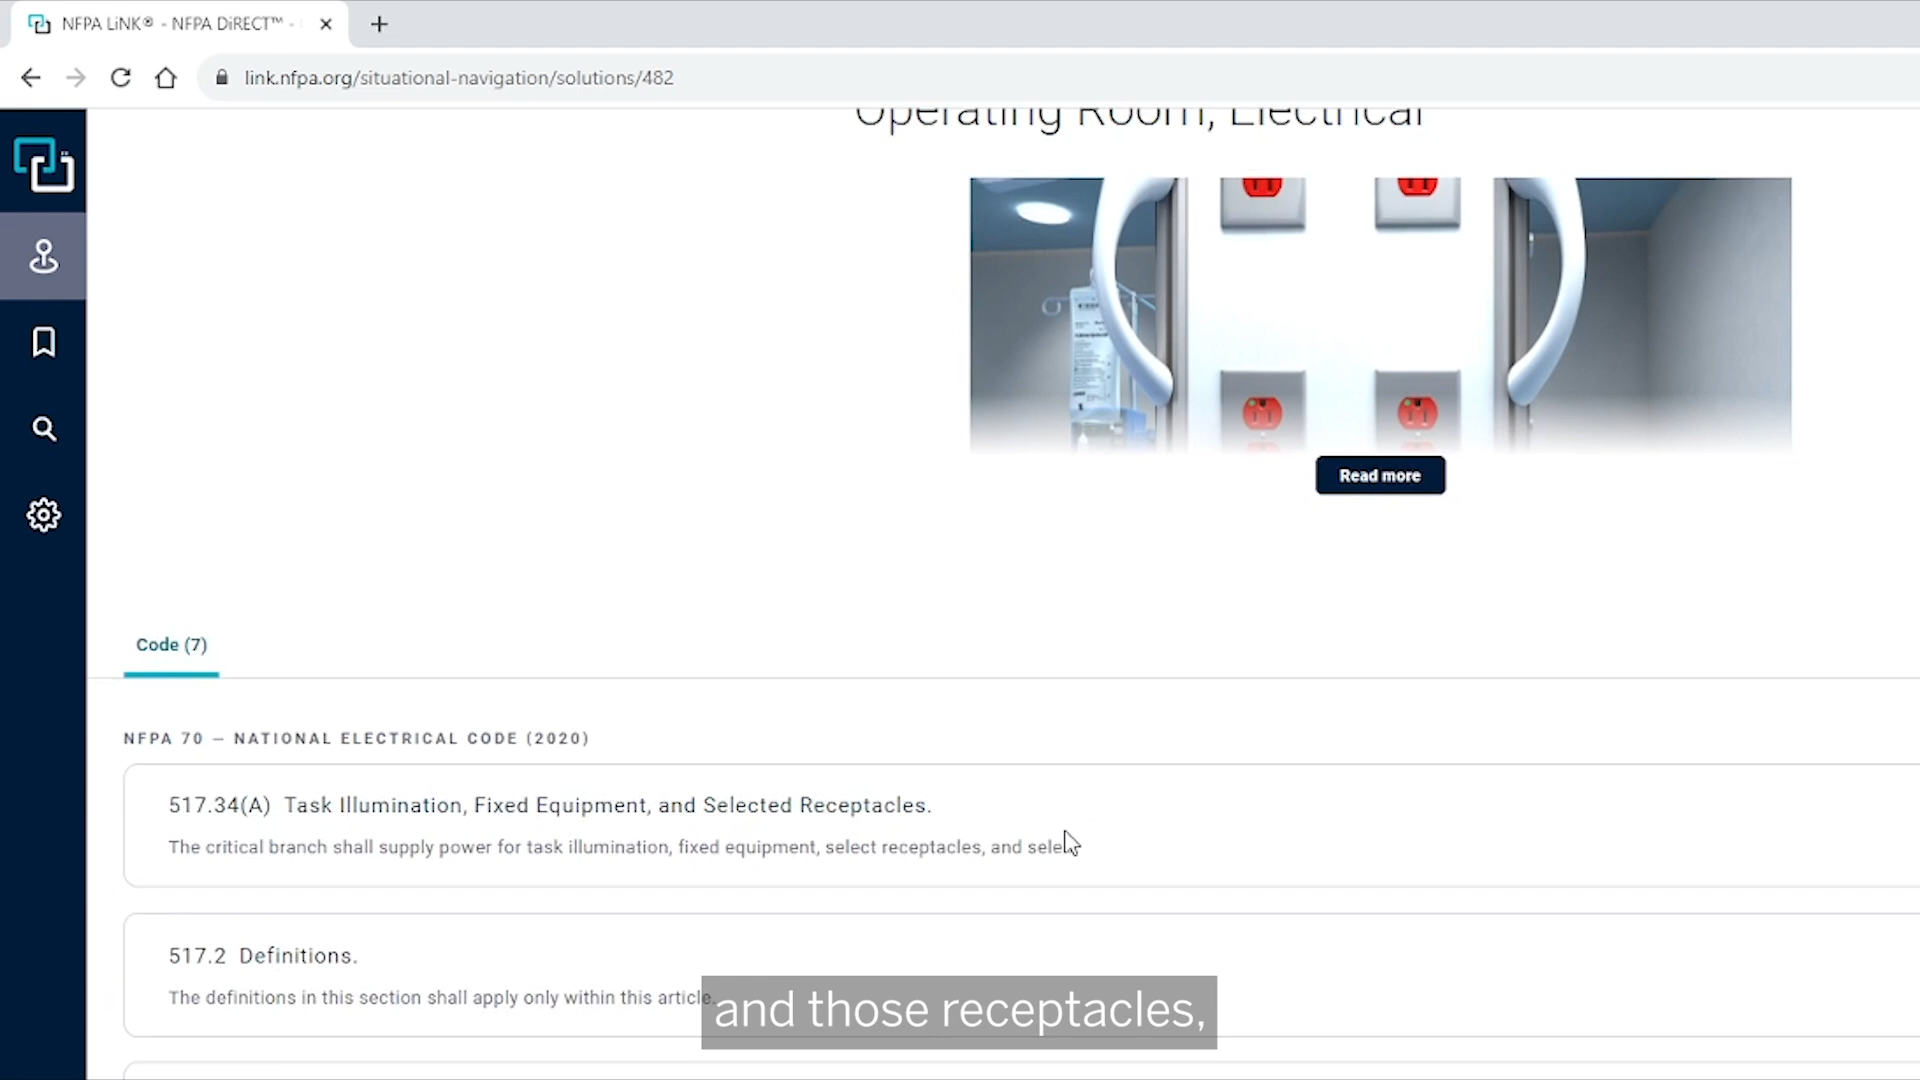 NFPA LiNK® - NFPA DiRECT™ -
link.nfpa.org/situational-navigation/solutions/482
Operating Room, Electrical
Read more
Code (7)
NFPA 70 — NATIONAL ELECTRICAL CODE (2020)
517.34(A) Task Illumination, Fixed Equipment, and Selected Receptacles.
The critical branch shall supply power for task illumination, fixed equipment, select receptacles, and sele
517.2 Definitions.
The definitions in this section shall apply only within this article.
and those receptacles,